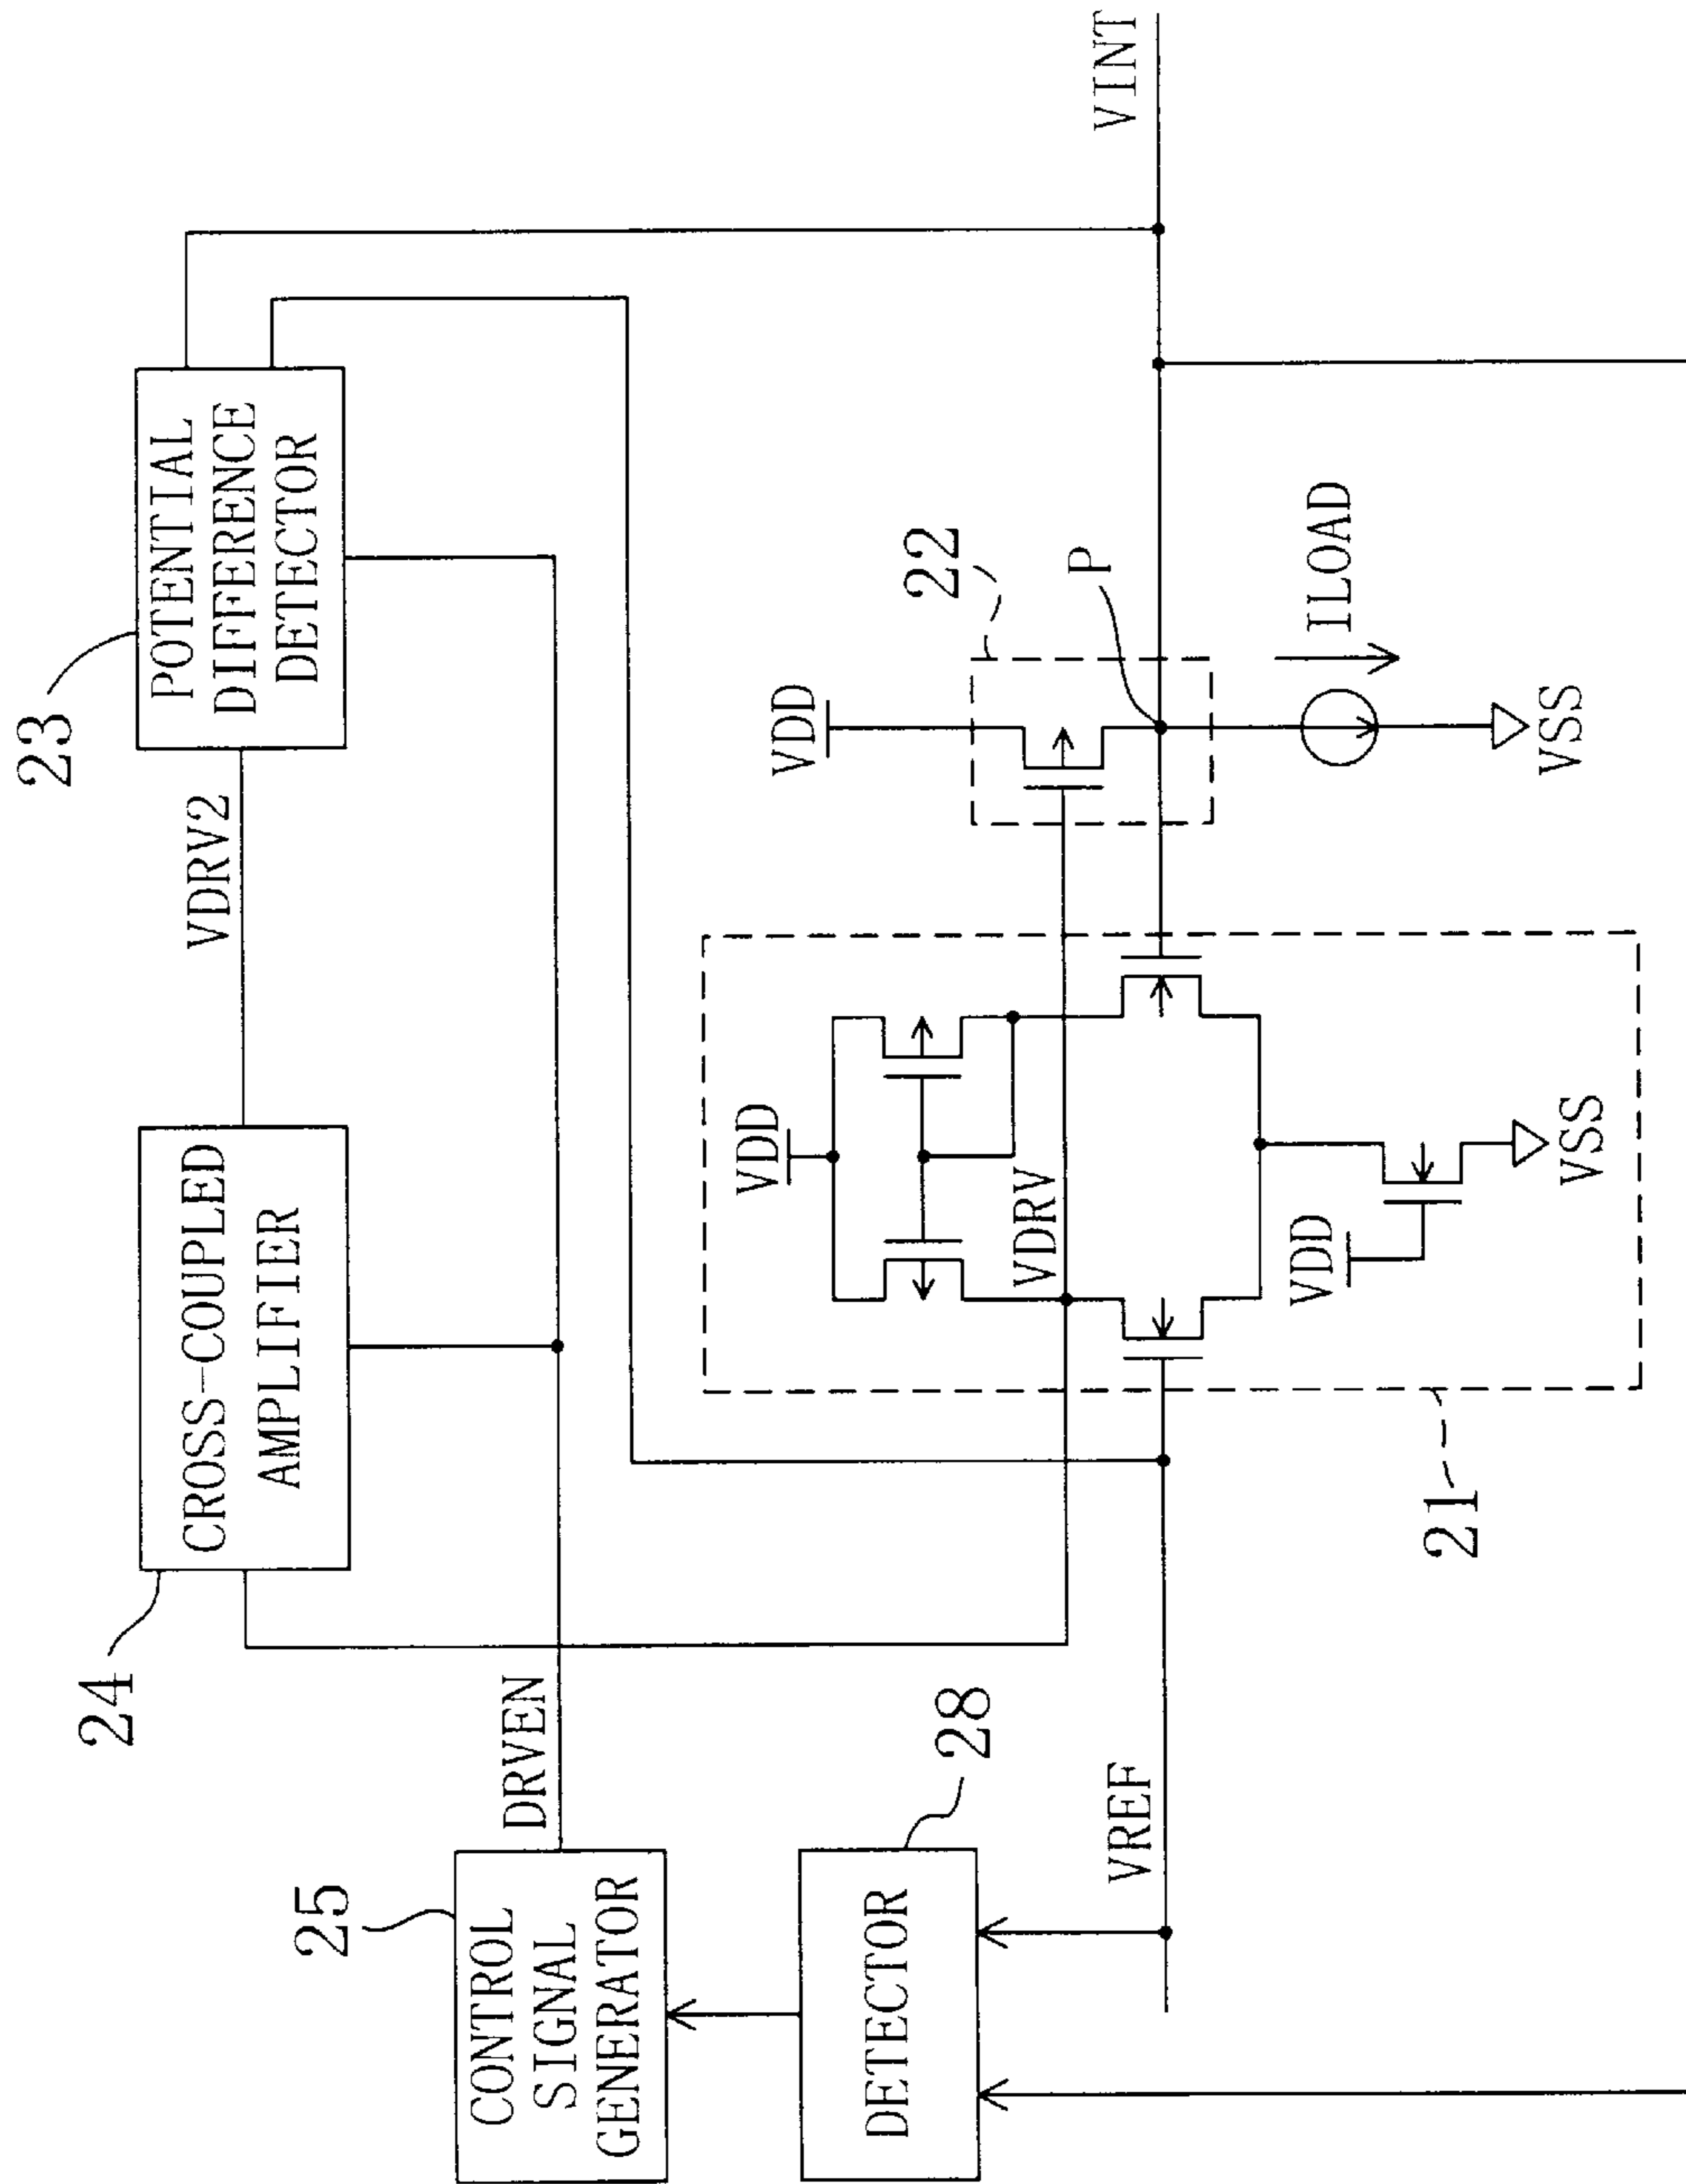 24
CROSS-COUPLED
AMPLIFIER
VDRV2
23
POTENTIAL
DIFFERENCE
DETECTOR
25
CONTROL
SIGNAL
GENERATOR
DRVEN
28
DETECTOR
VREF
21
VDD
VDRV
VDD
VSS
22
VDD
P
ILOAD
VSS
VINT